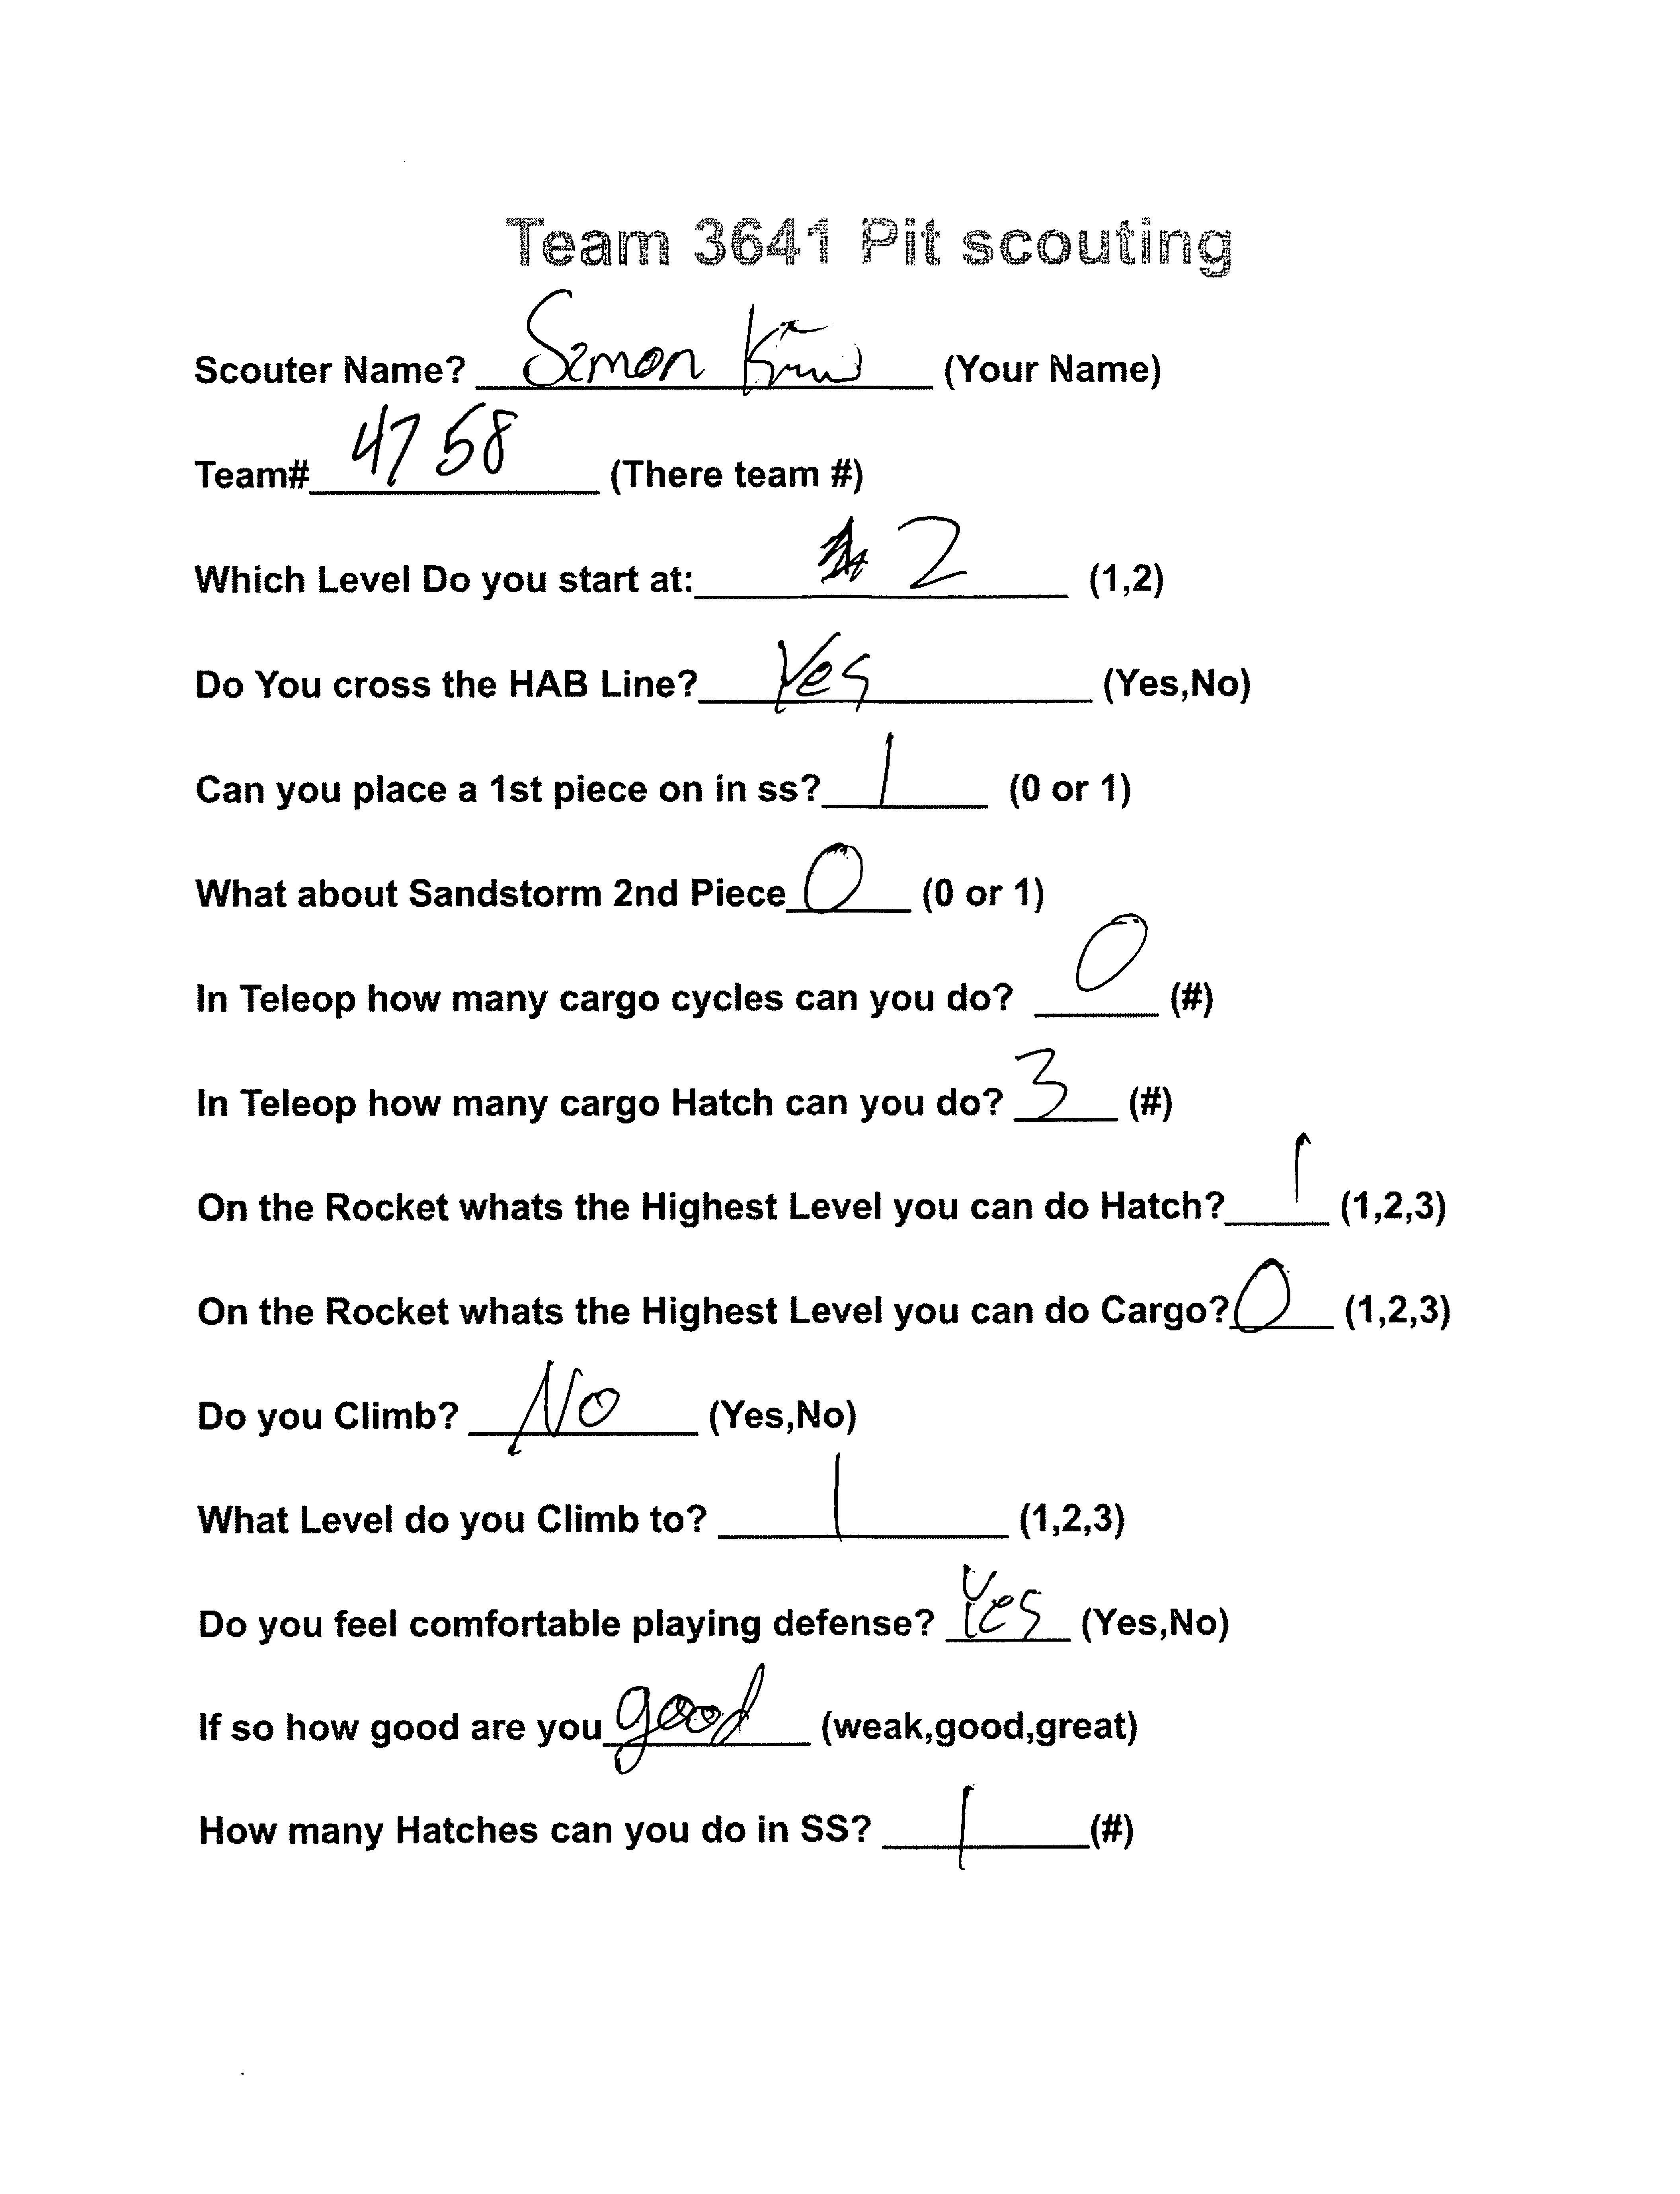 Team 3641 Pit scouting
Scouter Name? Simon (Your Name)
Team# 4758 (There team #)
Which Level Do you start at: 2 (1,2)
Do You cross the HAB Line? Yes (Yes,No)
Can you place a 1st piece on in ss? 1 (0 or 1)
What about Sandstorm 2nd Piece 0 (0 or 1)
In Teleop how many cargo cycles can you do? 0 (#)
In Teleop how many cargo Hatch can you do? 3 (#)
On the Rocket whats the Highest Level you can do Hatch? 1 (1,2,3)
On the Rocket whats the Highest Level you can do Cargo? 0 (1,2,3)
Do you Climb? No (Yes,No)
What Level do you Climb to? 1 (1,2,3)
Do you feel comfortable playing defense? Yes (Yes,No)
If so how good are you good (weak,good,great)
How many Hatches can you do in SS? 1 (#)